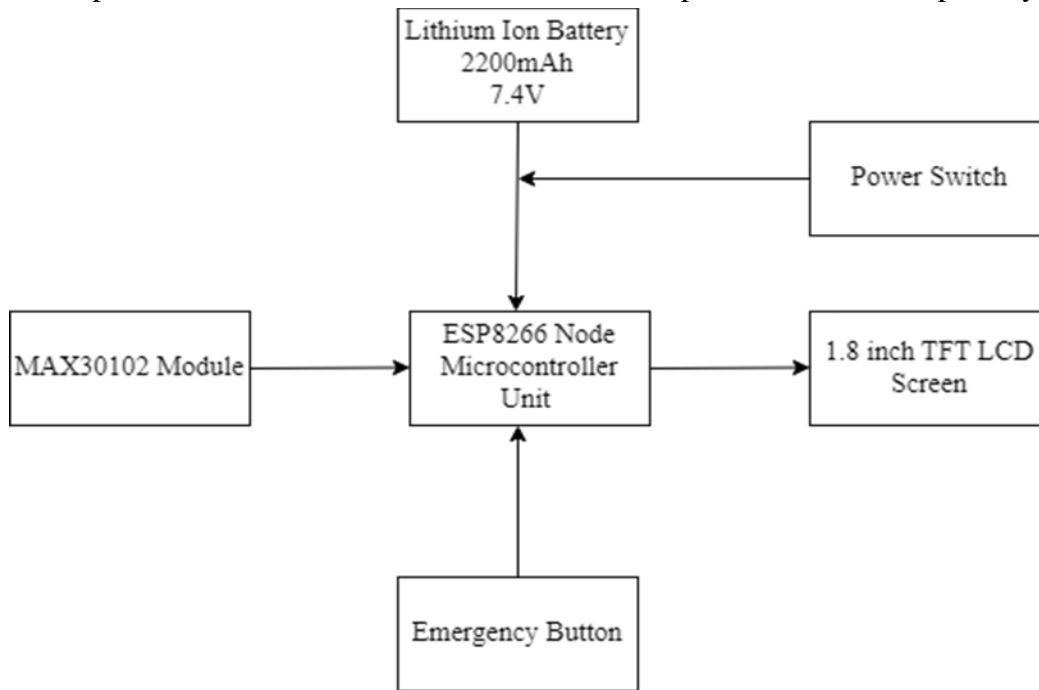 Lithium Ion Battery
2200mAh
7.4V
Power Switch
MAX30102 Module
ESP8266 Node
Microcontroller
Unit
1.8 inch TFT LCD
Screen
Emergency Button